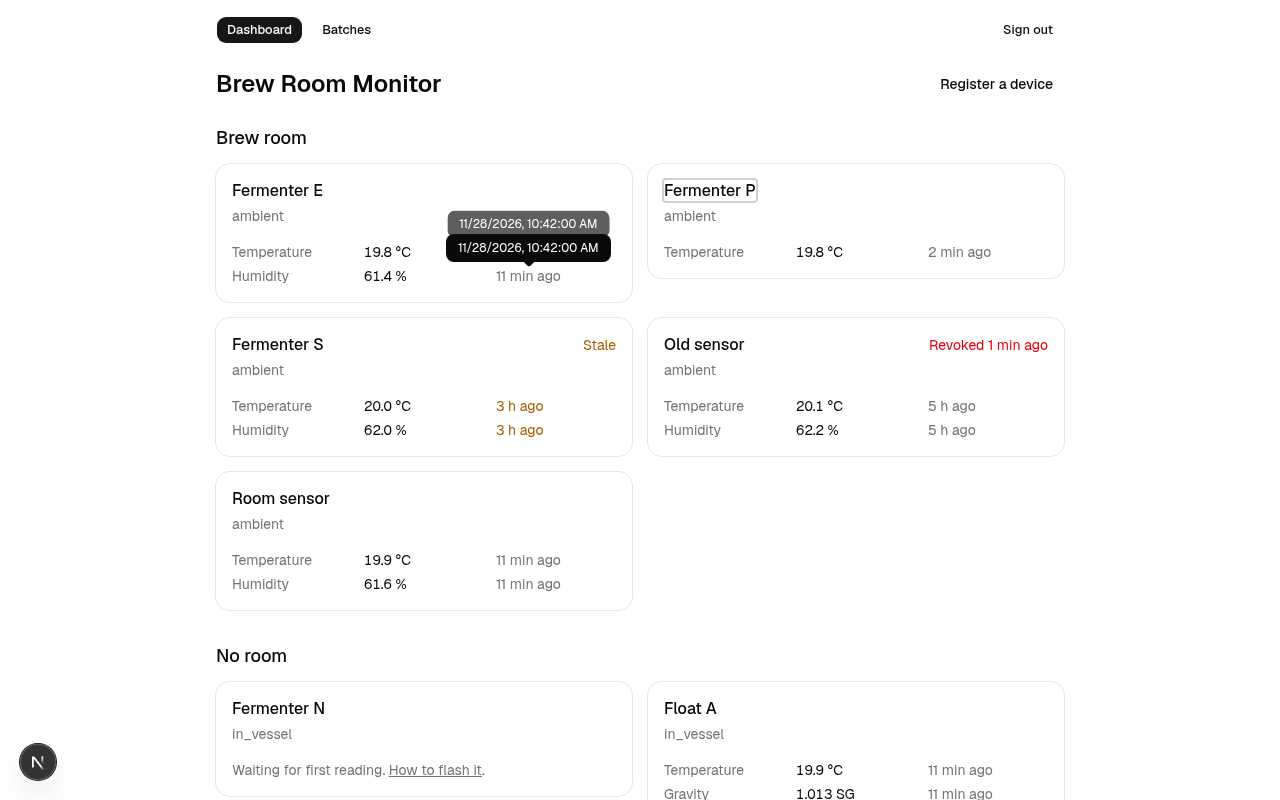 Dashboard Batches Sign out
Brew Room Monitor Register a device
Brew room
Fermenter E
ambient
11/28/2026, 10:42:00 AM
Temperature 19.8 °C
11/28/2026, 10:42:00 AM
Humidity 61.4 % 11 min ago
Fermenter P
ambient
Temperature 19.8 °C 2 min ago
Fermenter S Stale
ambient
Temperature 20.0 °C 3 h ago
Humidity 62.0 % 3 h ago
Old sensor Revoked 1 min ago
ambient
Temperature 20.1 °C 5 h ago
Humidity 62.2 % 5 h ago
Room sensor
ambient
Temperature 19.9 °C 11 min ago
Humidity 61.6 % 11 min ago
No room
Fermenter N
in_vessel
Waiting for first reading. How to flash it.
Float A
in_vessel
Temperature 19.9 °C 11 min ago
Gravity 1.013 SG 11 min ago
N